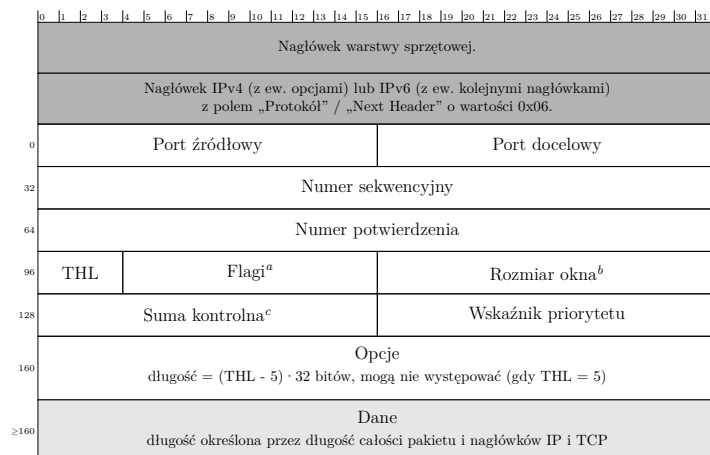 0 1 2 3 4 5 6 7 8 9 10 11 12 13 14 15 16 17 18 19 20 21 22 23 24 25 26 27 28 29 30 31
Nagłówek warstwy sprzętowej.
Nagłówek IPv4 (z ew. opcjami) lub IPv6 (z ew. kolejnymi nagłówkami)
z polem „Protokół” / „Next Header” o wartości 0x06.
0 Port źródłowy Port docelowy
32 Numer sekwencyjny
64 Numer potwierdzenia
96 THL Flagi^a Rozmiar okna^b
128 Suma kontrolna^c Wskaźnik priorytetu
Opcje
160 długość = (THL - 5) · 32 bitów, mogą nie występować (gdy THL = 5)
Dane
≥160 długość określona przez długość całości pakietu i nagłówków IP i TCP